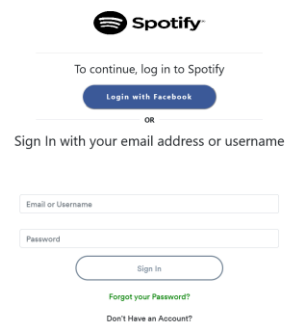 Spotify
To continue, log in to Spotify
Login with Facebook
OR
Sign In with your email address or username
Email or Username
Password
Sign In
Forgot your Password?
Don't Have an Account?